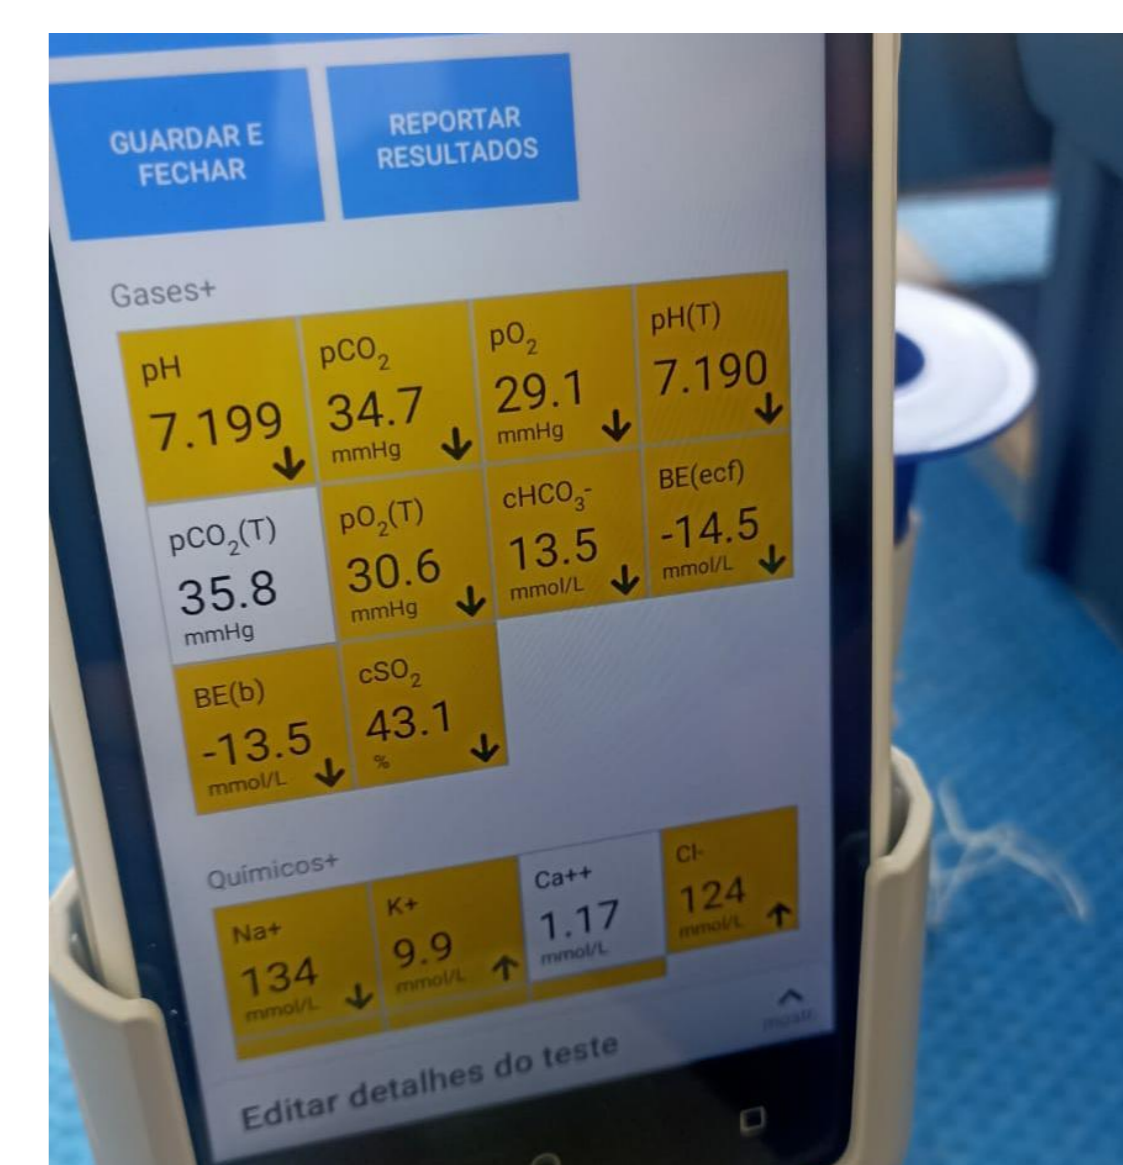 GUARDAR E
FECHAR
REPORTAR
RESULTADOS
Gases+
pH
7.199
pCO2
34.7
mmHg
pO2
29.1
mmHg
pH(T)
7.190
pCO2(T)
35.8
mmHg
pO2(T)
30.6
mmHg
cHCO3-
13.5
mmol/L
BE(ecf)
-14.5
mmol/L
BE(b)
-13.5
mmol/L
cSO2
43.1
%
Químicos+
Na+
134
mmol/L
K+
9.9
mmol/L
Ca++
1.17
mmol/L
Cl-
124
mmol/L
Editar detalhes do teste